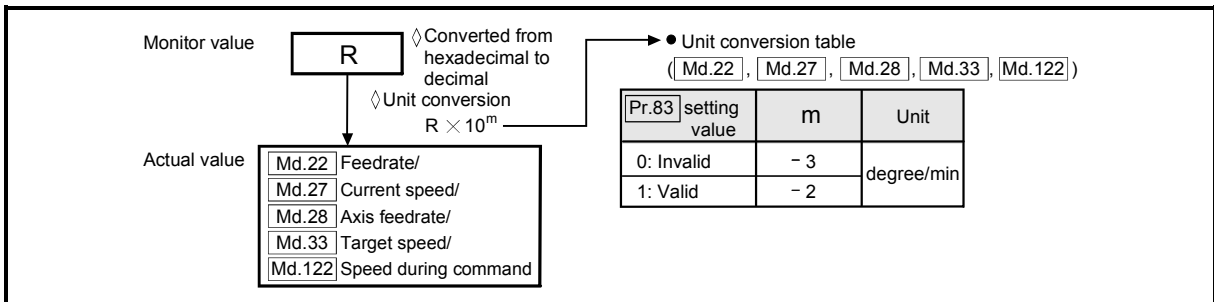 Monitor value
R
◊Converted from
hexadecimal to
decimal
◊Unit conversion
R × 10^m
● Unit conversion table
( Md.22 , Md.27 , Md.28 , Md.33 , Md.122 )
Pr.83 setting
value
m
Unit
0: Invalid
− 3
degree/min
1: Valid
− 2
Actual value
Md.22 Feedrate/
Md.27 Current speed/
Md.28 Axis feedrate/
Md.33 Target speed/
Md.122 Speed during command